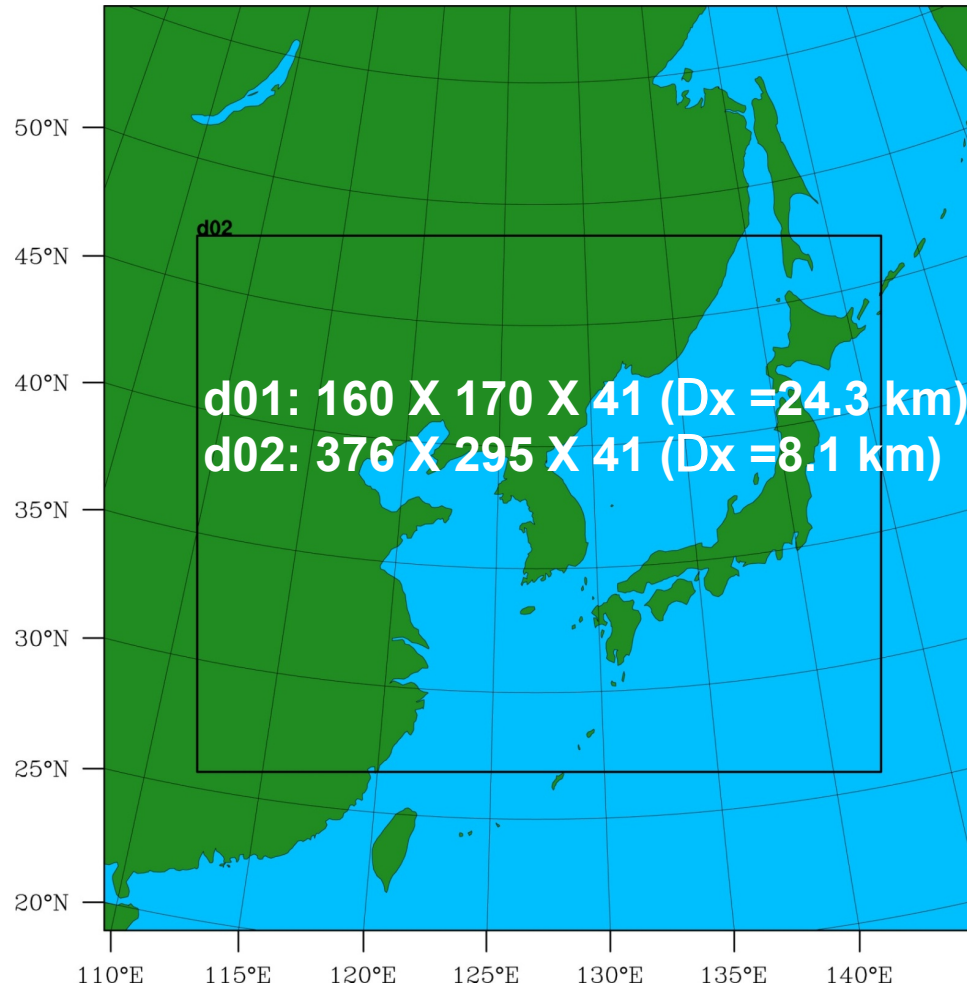 50°N
d02
45°N
40°N
d01: 160 X 170 X 41 (Dx =24.3 km)
d02: 376 X 295 X 41 (Dx =8.1 km)
35°N
30°N
25°N
20°N
110°E 115°E 120°E 125°E 130°E 135°E 140°E